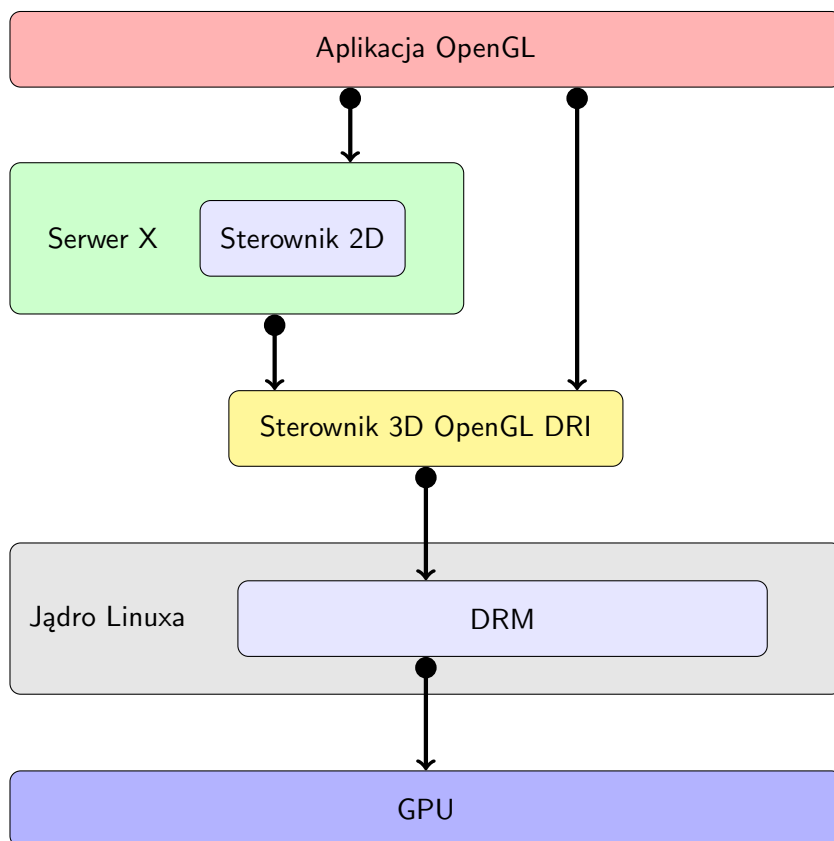 Aplikacja OpenGL
Serwer X
Sterownik 2D
Sterownik 3D OpenGL DRI
Jądro Linuxa
DRM
GPU